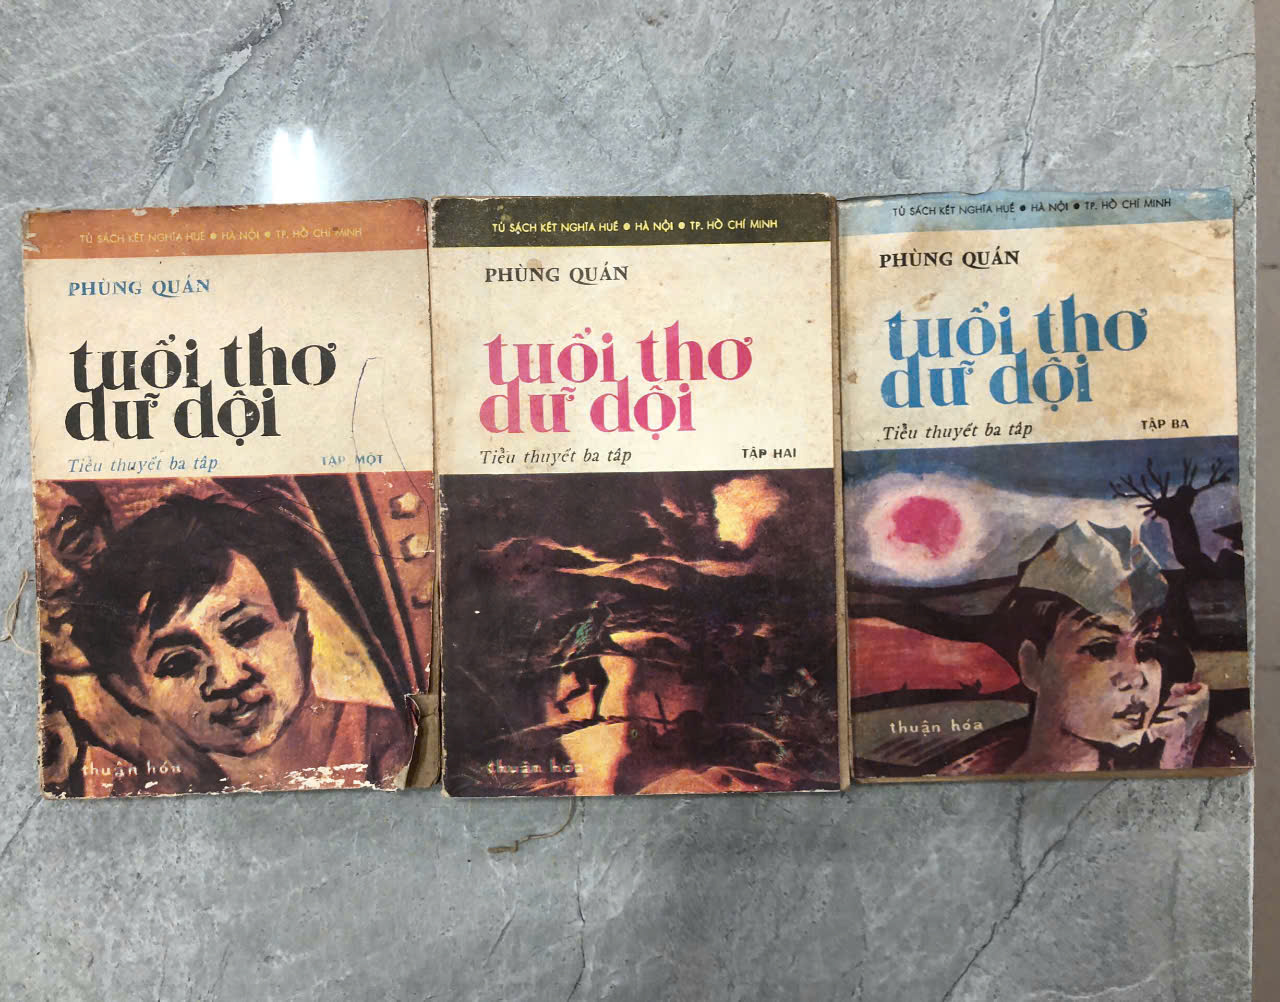 TỦ SÁCH KẾT NGHĨA HUẾ • HÀ NỘI • TP. HỒ CHÍ MINH
PHÙNG QUÁN
tuổi thơ
dữ dội
Tiểu thuyết ba tập
TẬP MỘT
thuận hóa
TỦ SÁCH KẾT NGHĨA HUẾ • HÀ NỘI • TP. HỒ CHÍ MINH
PHÙNG QUÁN
tuổi thơ
dữ dội
Tiểu thuyết ba tập
TẬP HAI
thuận hóa
TỦ SÁCH KẾT NGHĨA HUẾ • HÀ NỘI • TP. HỒ CHÍ MINH
PHÙNG QUÁN
tuổi thơ
dữ dội
Tiểu thuyết ba tập
TẬP BA
thuận hóa